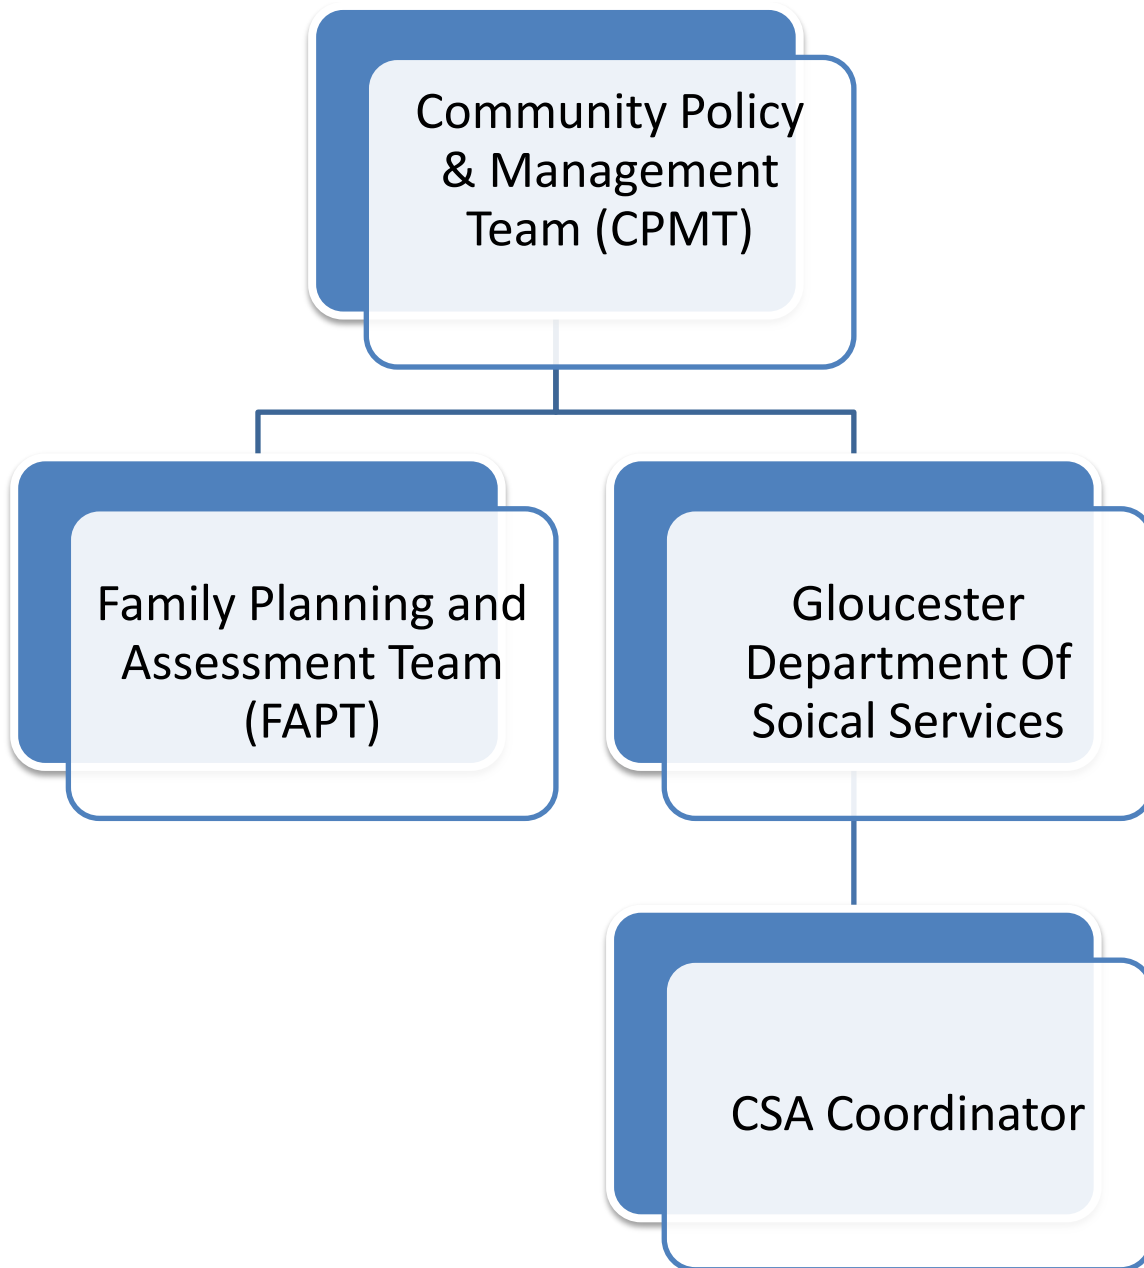 Community Policy
& Management
Team (CPMT)
Family Planning and
Assessment Team
(FAPT)
Gloucester
Department Of
Soical Services
CSA Coordinator